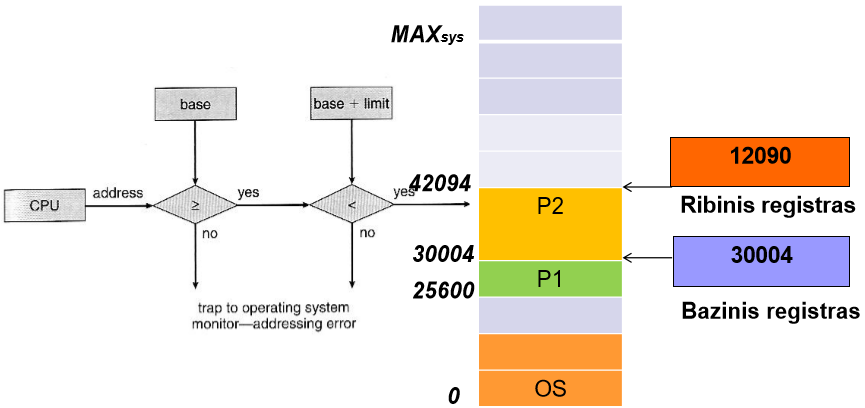 MAXsys
base
base + limit
12090
CPU
address
≥
yes
<
yes
42094
P2
Ribinis registras
no
no
30004
30004
P1
25600
trap to operating system
monitor—addressing error
Bazinis registras
0
OS